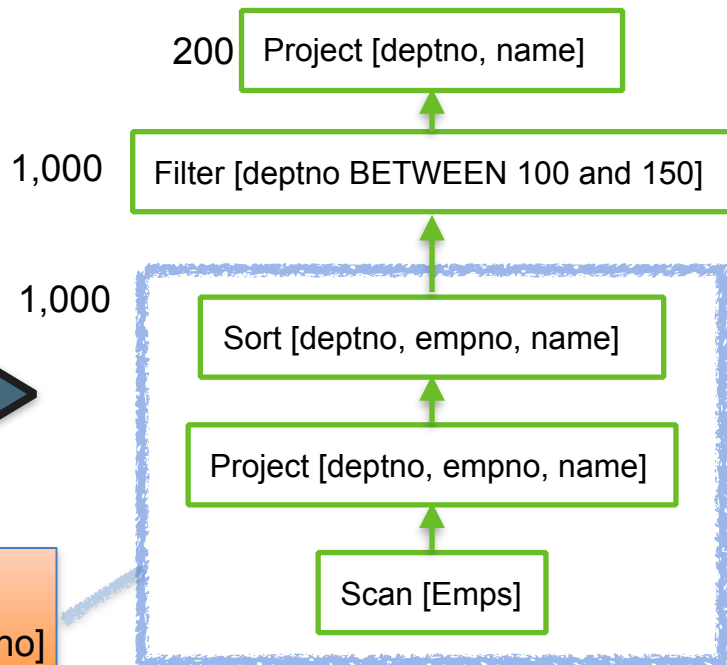 200
Project [deptno, name]
1,000
Filter [deptno BETWEEN 100 and 150]
1,000
Sort [deptno, empno, name]
Project [deptno, empno, name]
Scan [Emps]
no]